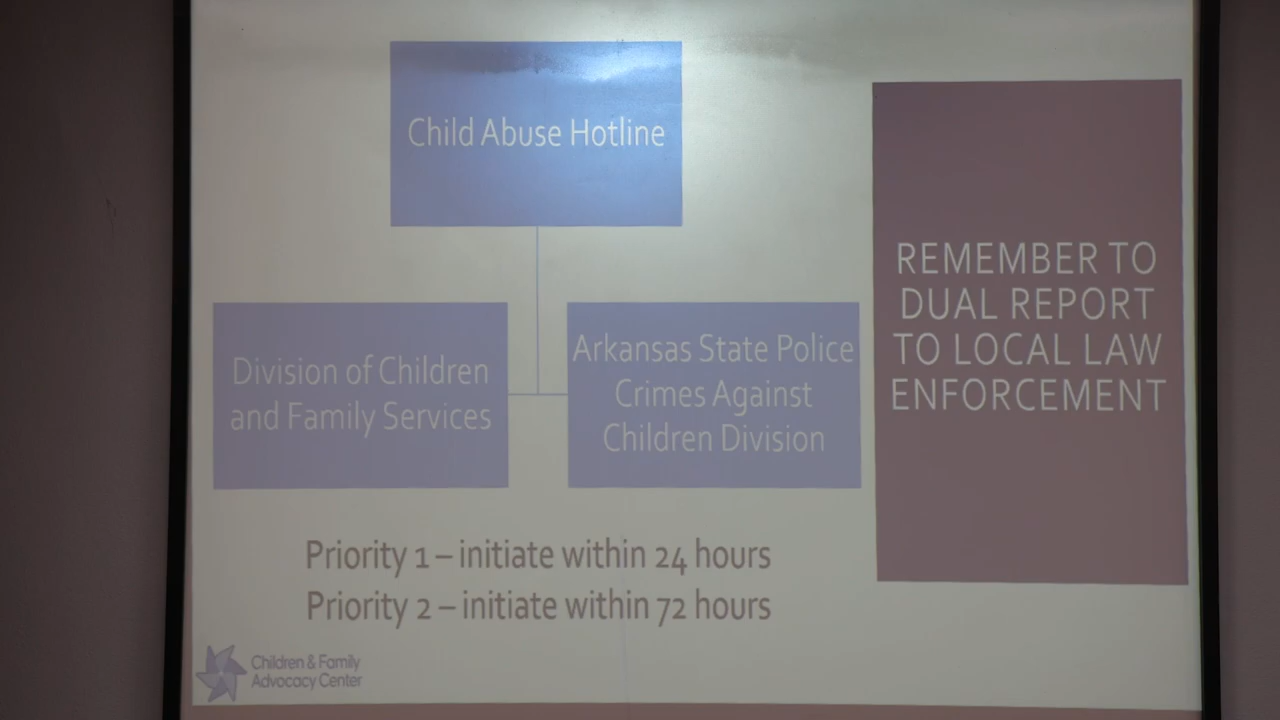 Child Abuse Hotline
Division of Children
and Family Services
Arkansas State Police
Crimes Against
Children Division
REMEMBER TO
DUAL REPORT
TO LOCAL LAW
ENFORCEMENT
Priority 1 – initiate within 24 hours
Priority 2 – initiate within 72 hours
Children & Family
Advocacy Center